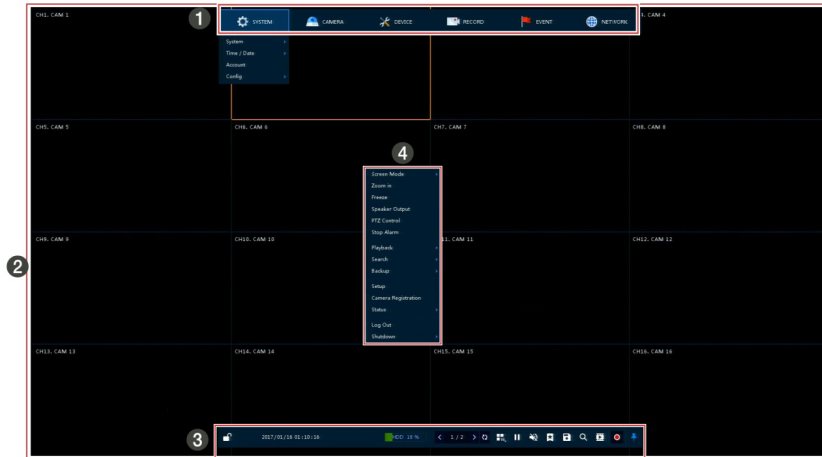 1
SYSTEM CAMERA DEVICE RECORD EVENT NETWORK
CH1. CAM 1
CAM 4
System
Time / Date
Account
Config
CH5. CAM 5 CH6. CAM 6 CH7. CAM 7 CH8. CAM 8
4
Screen Mode
Zoom in
Freeze
Speaker Output
PTZ Control
Stop Alarm
Playback
Search
Backup
Setup
Camera Registration
Status
Log Out
Shutdown
2
CH9. CAM 9 CH10. CAM 10 11. CAM 11 CH12. CAM 12
CH13. CAM 13 CH14. CAM 14 CH15. CAM 15 CH16. CAM 16
3
2017/01/16 01:10:16 HDD 10 % < 1 / 2 >